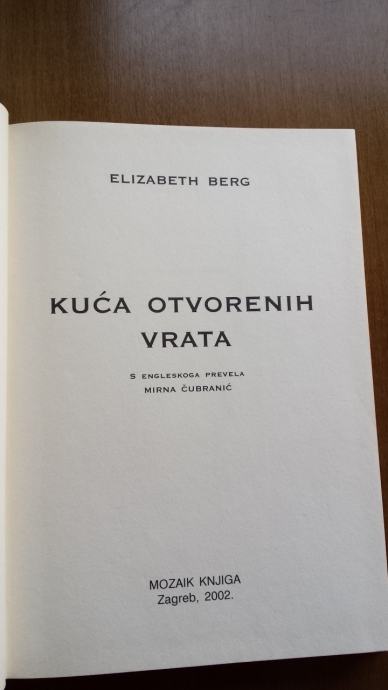 ELIZABETH BERG
KUĆA OTVORENIH
VRATA
S ENGLESKOGA PREVELA
MIRNA ČUBRANIĆ
MOZAIK KNJIGA
Zagreb, 2002.